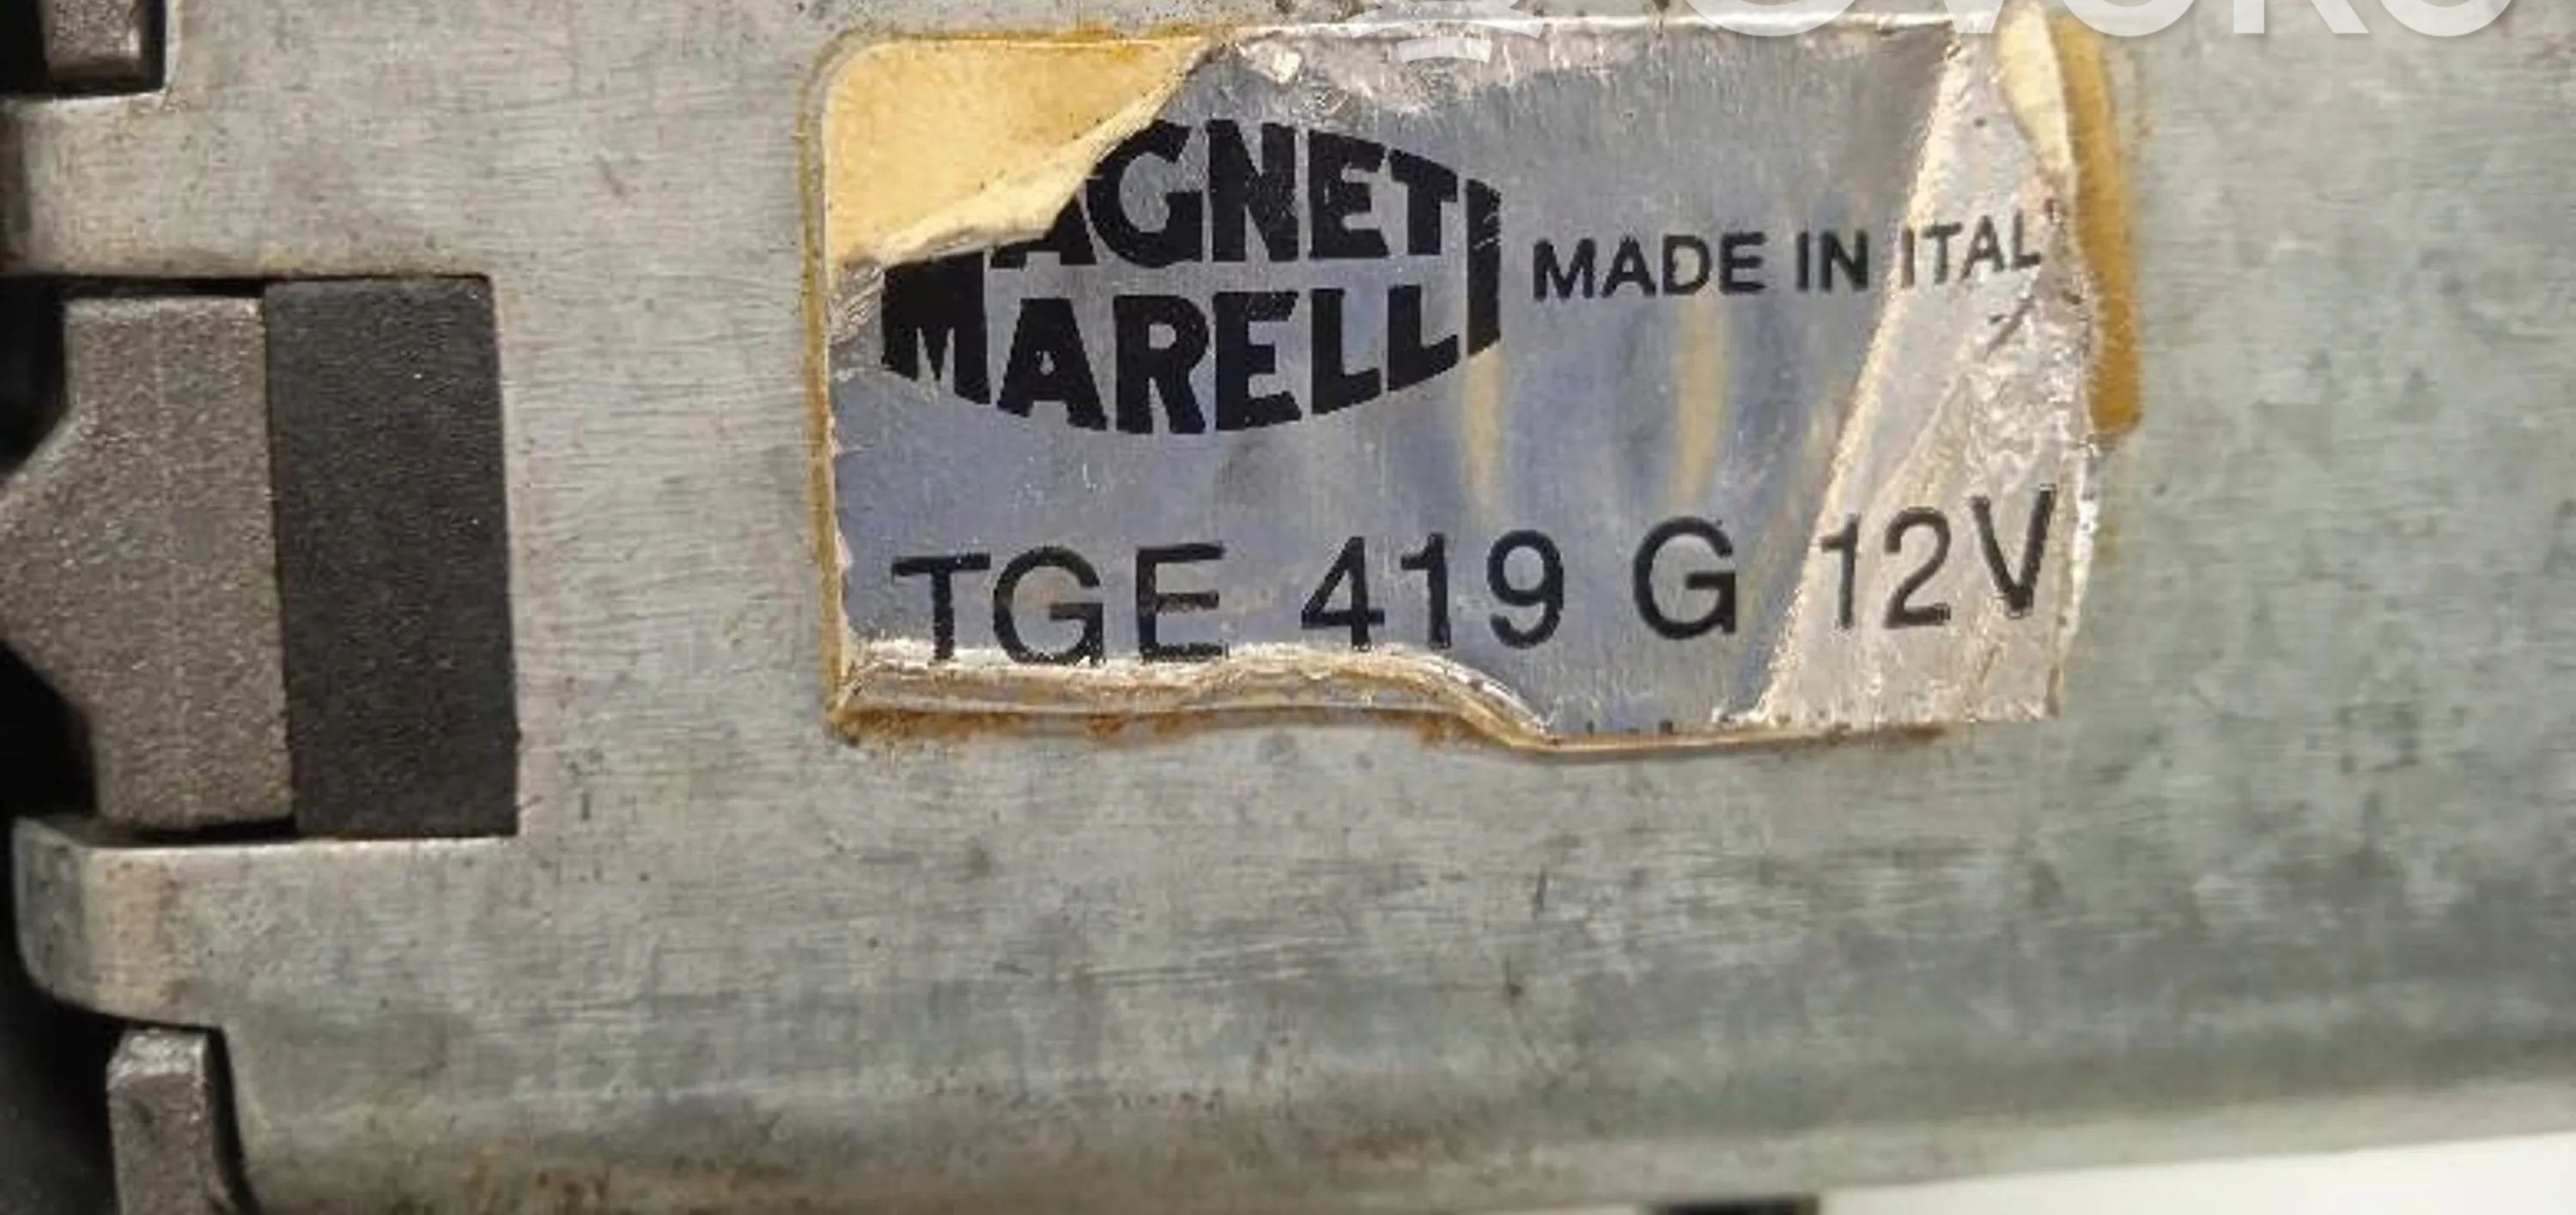 MAGNETI
MARELLI
MADE IN ITAL
TGE 419 G 12V